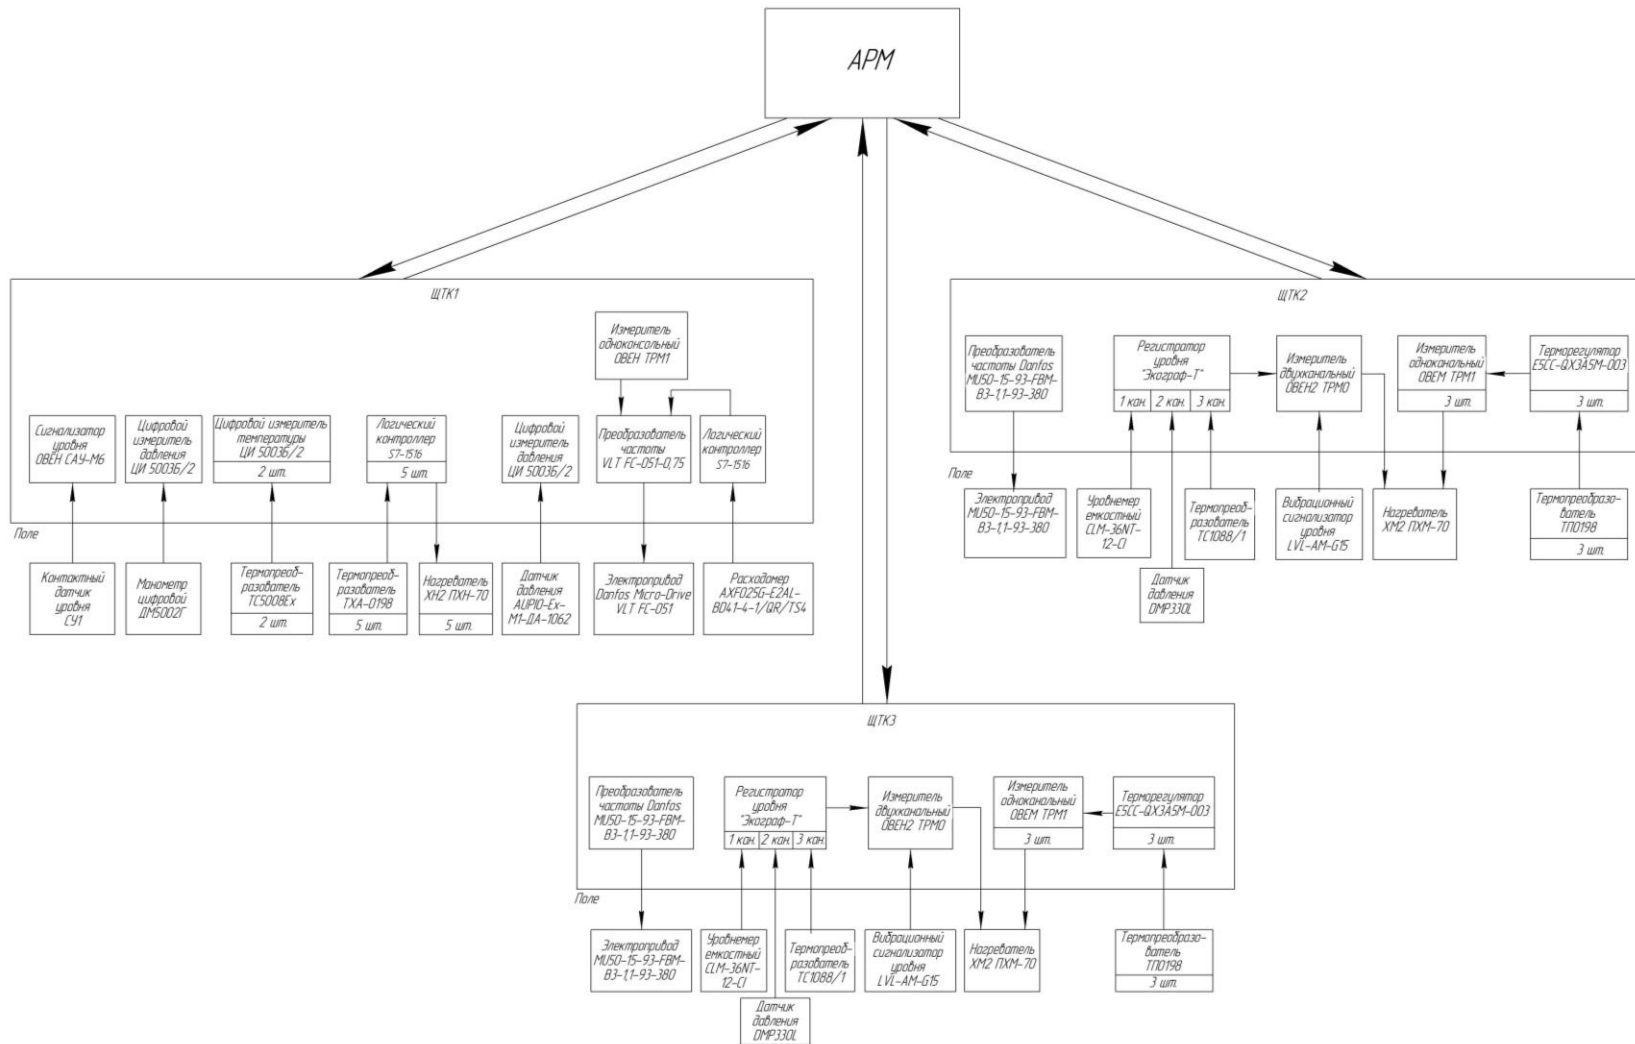 АРМ
ЩТК1
Измеритель
одноконсольный
ОВЕН ТРМ1
Сигнализатор
уровня
ОВЕН САУ-М6
Цифровой
измеритель
давления
ЦИ 5003Б/2
Цифровой измеритель
температуры
ЦИ 5003Б/2
2 шт.
Логический
контроллер
S7-1516
5 шт.
Цифровой
измеритель
давления
ЦИ 5003Б/2
Преобразователь
частоты
VLT FC-051-0,75
Логический
контроллер
S7-1516
Поле
Контактный
датчик
уровня
СУ1
Манометр
цифровой
ДМ5002Г
Термопреоб-
разователь
ТС5008Ех
2 шт.
Термопреоб-
разователь
ТХА-0198
5 шт.
Нагреватель
ХН2 ПХН-70
5 шт.
Датчик
давления
AUPIO-Ex-
М1-ДА-1062
Электропривод
Danfos Micro-Drive
VLT FC-051
Расходомер
AXF025G-E2AL-
BD41-4-1/QR/TS4
ЩТК2
Преобразователь
частоты Danfos
MU50-15-93-FBM-
B3-1,1-93-380
Регистратор
уровня
"Экограф-Т"
1 кан. 2 кан. 3 кан.
Измеритель
двухканальный
ОВЕН2 ТРМ0
Измеритель
одноканальный
ОВЕМ ТРМ1
3 шт.
Терморегулятор
E5CC-QX3A5M-003
3 шт.
Поле
Электропривод
MU50-15-93-FBM-
B3-1,1-93-380
Уровнемер
емкостный
CLM-36NT-
12-CI
Датчик
давления
DMP330L
Термопреоб-
разователь
ТС1088/1
Вибрационный
сигнализатор
уровня
LVL-AM-G15
Нагреватель
ХМ2 ПХМ-70
Термопреобразо-
ватель
ТП0198
3 шт.
ЩТК3
Преобразователь
частоты Danfos
MU50-15-93-FBM-
B3-1,1-93-380
Регистратор
уровня
"Экограф-Т"
1 кан. 2 кан. 3 кан.
Измеритель
двухканальный
ОВЕН2 ТРМ0
Измеритель
одноканальный
ОВЕМ ТРМ1
3 шт.
Терморегулятор
E5CC-QX3A5M-003
3 шт.
Поле
Электропривод
MU50-15-93-FBM-
B3-1,1-93-380
Уровнемер
емкостный
CLM-36NT-
12-CI
Датчик
давления
DMP330L
Термопреоб-
разователь
ТС1088/1
Вибрационный
сигнализатор
уровня
LVL-AM-G15
Нагреватель
ХМ2 ПХМ-70
Термопреобразо-
ватель
ТП0198
3 шт.